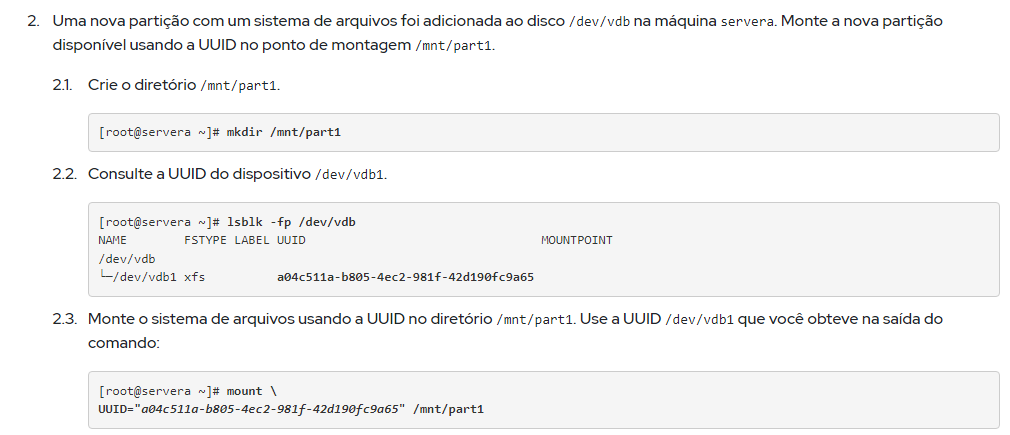 2. Uma nova partição com um sistema de arquivos foi adicionada ao disco /dev/vdb na máquina servera. Monte a nova partição
disponível usando a UUID no ponto de montagem /mnt/part1.
2.1. Crie o diretório /mnt/part1.
[root@servera ~]# mkdir /mnt/part1
2.2. Consulte a UUID do dispositivo /dev/vdb1.
[root@servera ~]# lsblk -fp /dev/vdb
NAME        FSTYPE LABEL UUID                                 MOUNTPOINT
/dev/vdb
└─/dev/vdb1 xfs          a04c511a-b805-4ec2-981f-42d190fc9a65
2.3. Monte o sistema de arquivos usando a UUID no diretório /mnt/part1. Use a UUID /dev/vdb1 que você obteve na saída do
comando:
[root@servera ~]# mount \
UUID="a04c511a-b805-4ec2-981f-42d190fc9a65" /mnt/part1